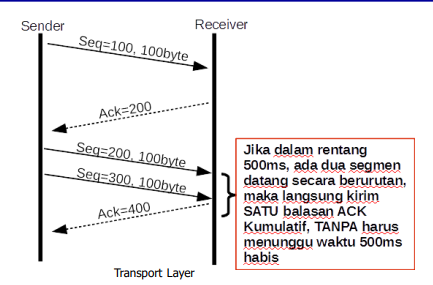 Sender
Receiver
Seq=100, 100byte
Ack=200
Seq=200, 100byte
Seq=300, 100byte
Ack=400
Jika dalam rentang
500ms, ada dua segmen
datang secara berurutan,
maka langsung kirim
SATU balasan ACK
Kumulatif, TANPA harus
menunggu waktu 500ms
habis
Transport Layer